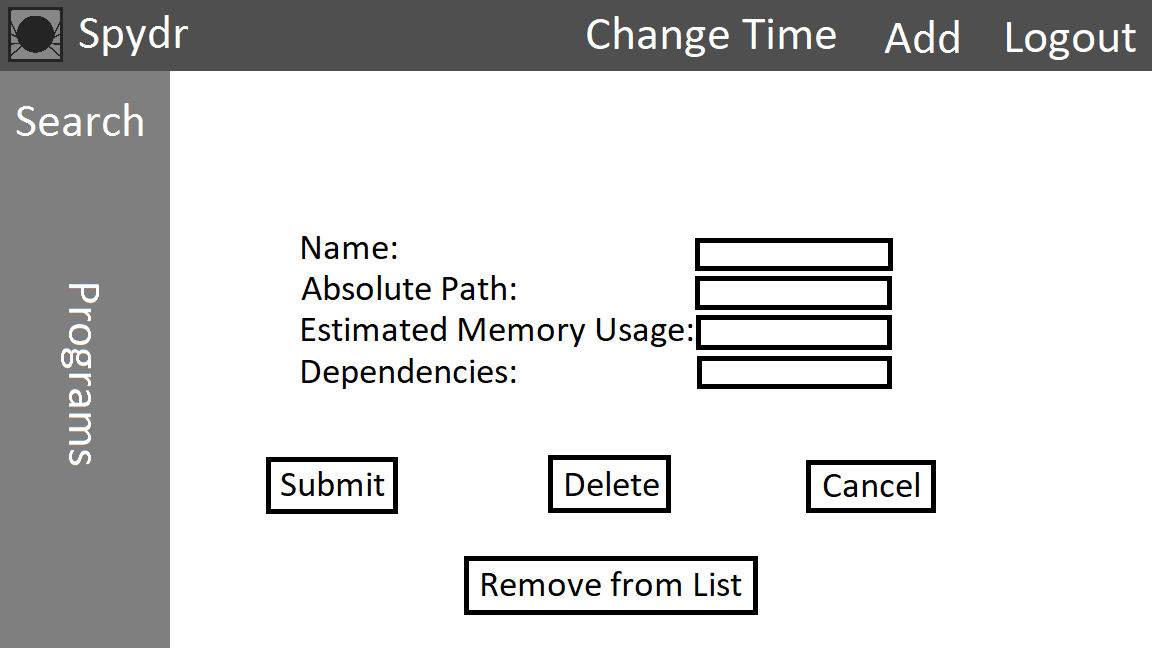 Spydr
Change Time
Add
Logout
Search
Programs
Name:
Absolute Path:
Estimated Memory Usage:
Dependencies:
Submit
Delete
Cancel
Remove from List